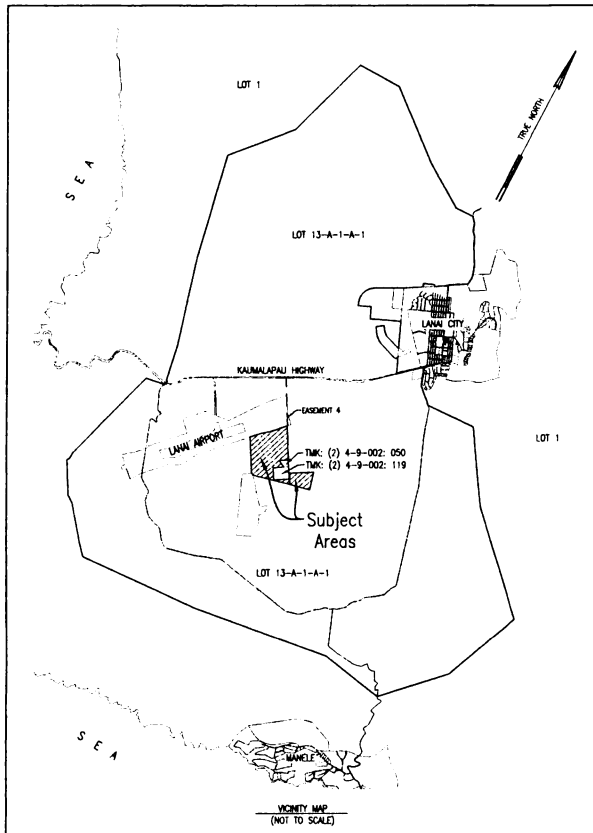 LOT 1
TRUE NORTH
SEA
LOT 13-A-1-A-1
LANAI CITY
KAUMALAPAU HIGHWAY
EASEMENT 4
LANAI AIRPORT
LOT 1
TMK: (2) 4-9-002: 050
TMK: (2) 4-9-002: 119
Subject
Areas
LOT 13-A-1-A-1
SEA
MANELE
VICINITY MAP
(NOT TO SCALE)